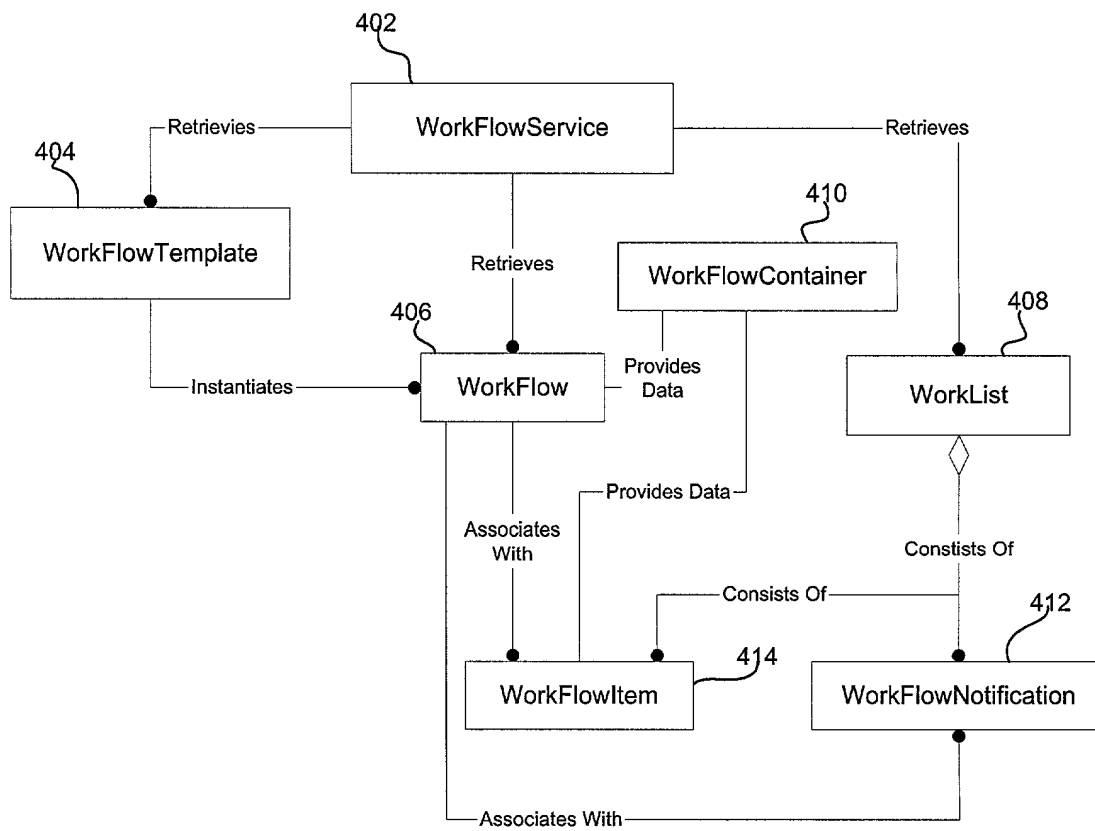 402
WorkFlowService
Retrievies
Retrieves
404
WorkFlowTemplate
410
WorkFlowContainer
Retrieves
408
406
WorkFlow
Provides
Data
WorkList
Instantiates
Provides Data
Associates
With
Constists Of
Consists Of
412
414
WorkFlowItem
WorkFlowNotification
Associates With